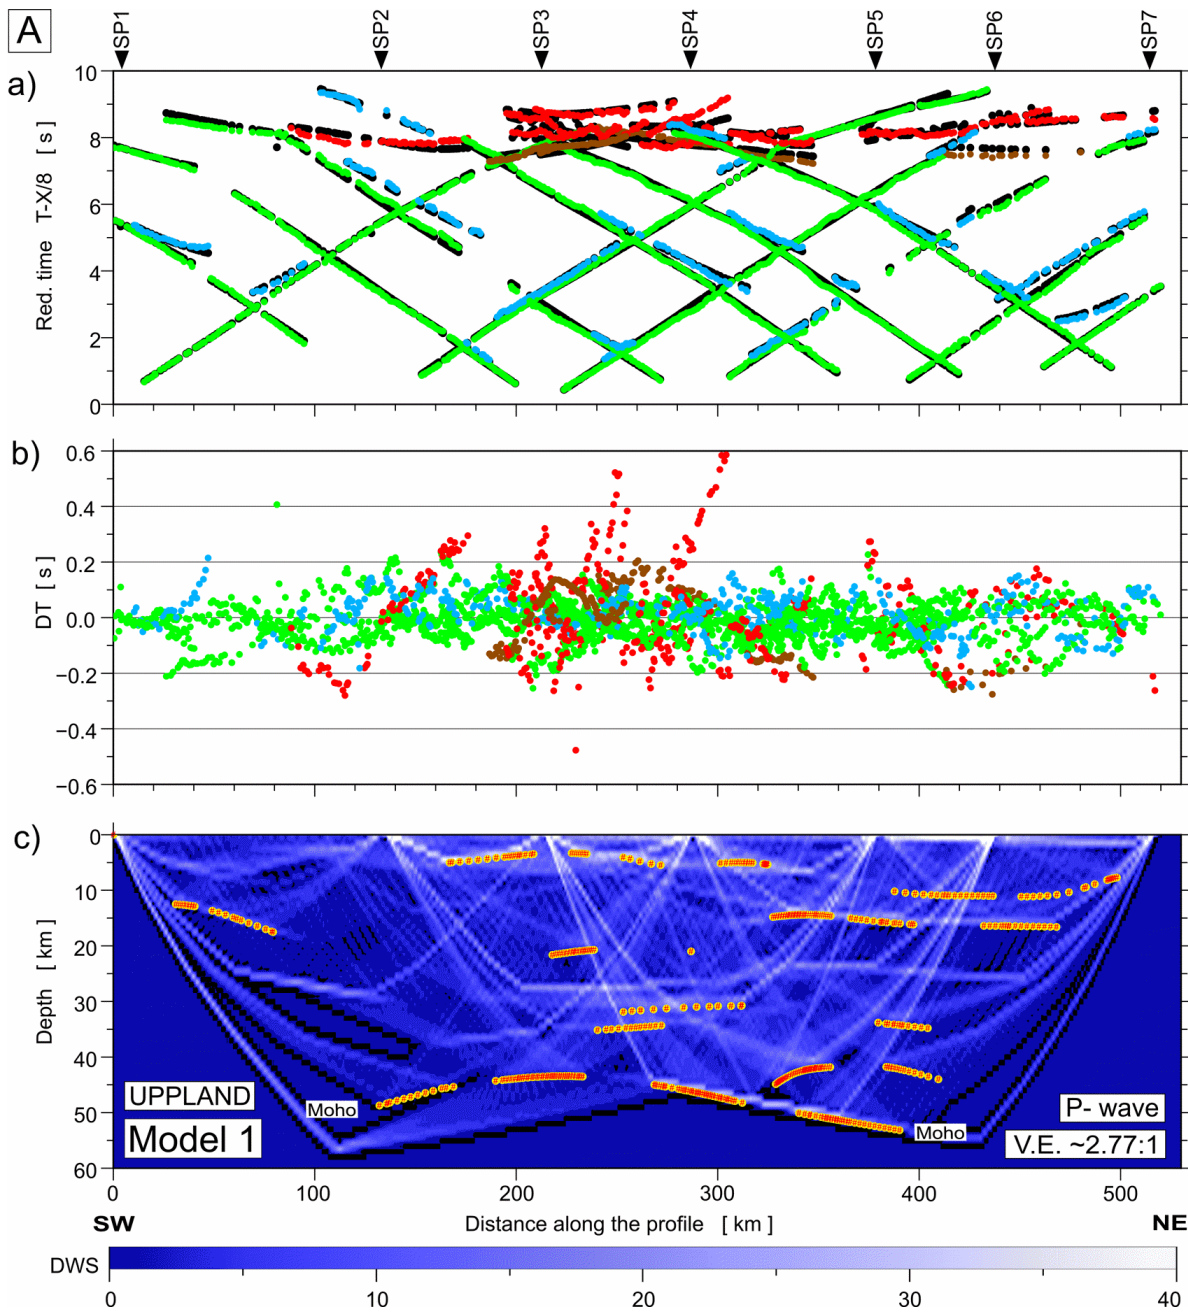 A
SP1 SP2 SP3 SP4 SP5 SP6 SP7
a)
10
8
6
4
2
0
Red. time T-X/8 [ s ]
b)
0.6
0.4
0.2
0.0
−0.2
−0.4
−0.6
DT [ s ]
c)
0
10
20
30
40
50
60
Depth [ km ]
UPPLAND
Model 1
Moho
Moho
P- wave
V.E. ~2.77:1
0 100 200 300 400 500
SW Distance along the profile [ km ] NE
DWS
0 10 20 30 40